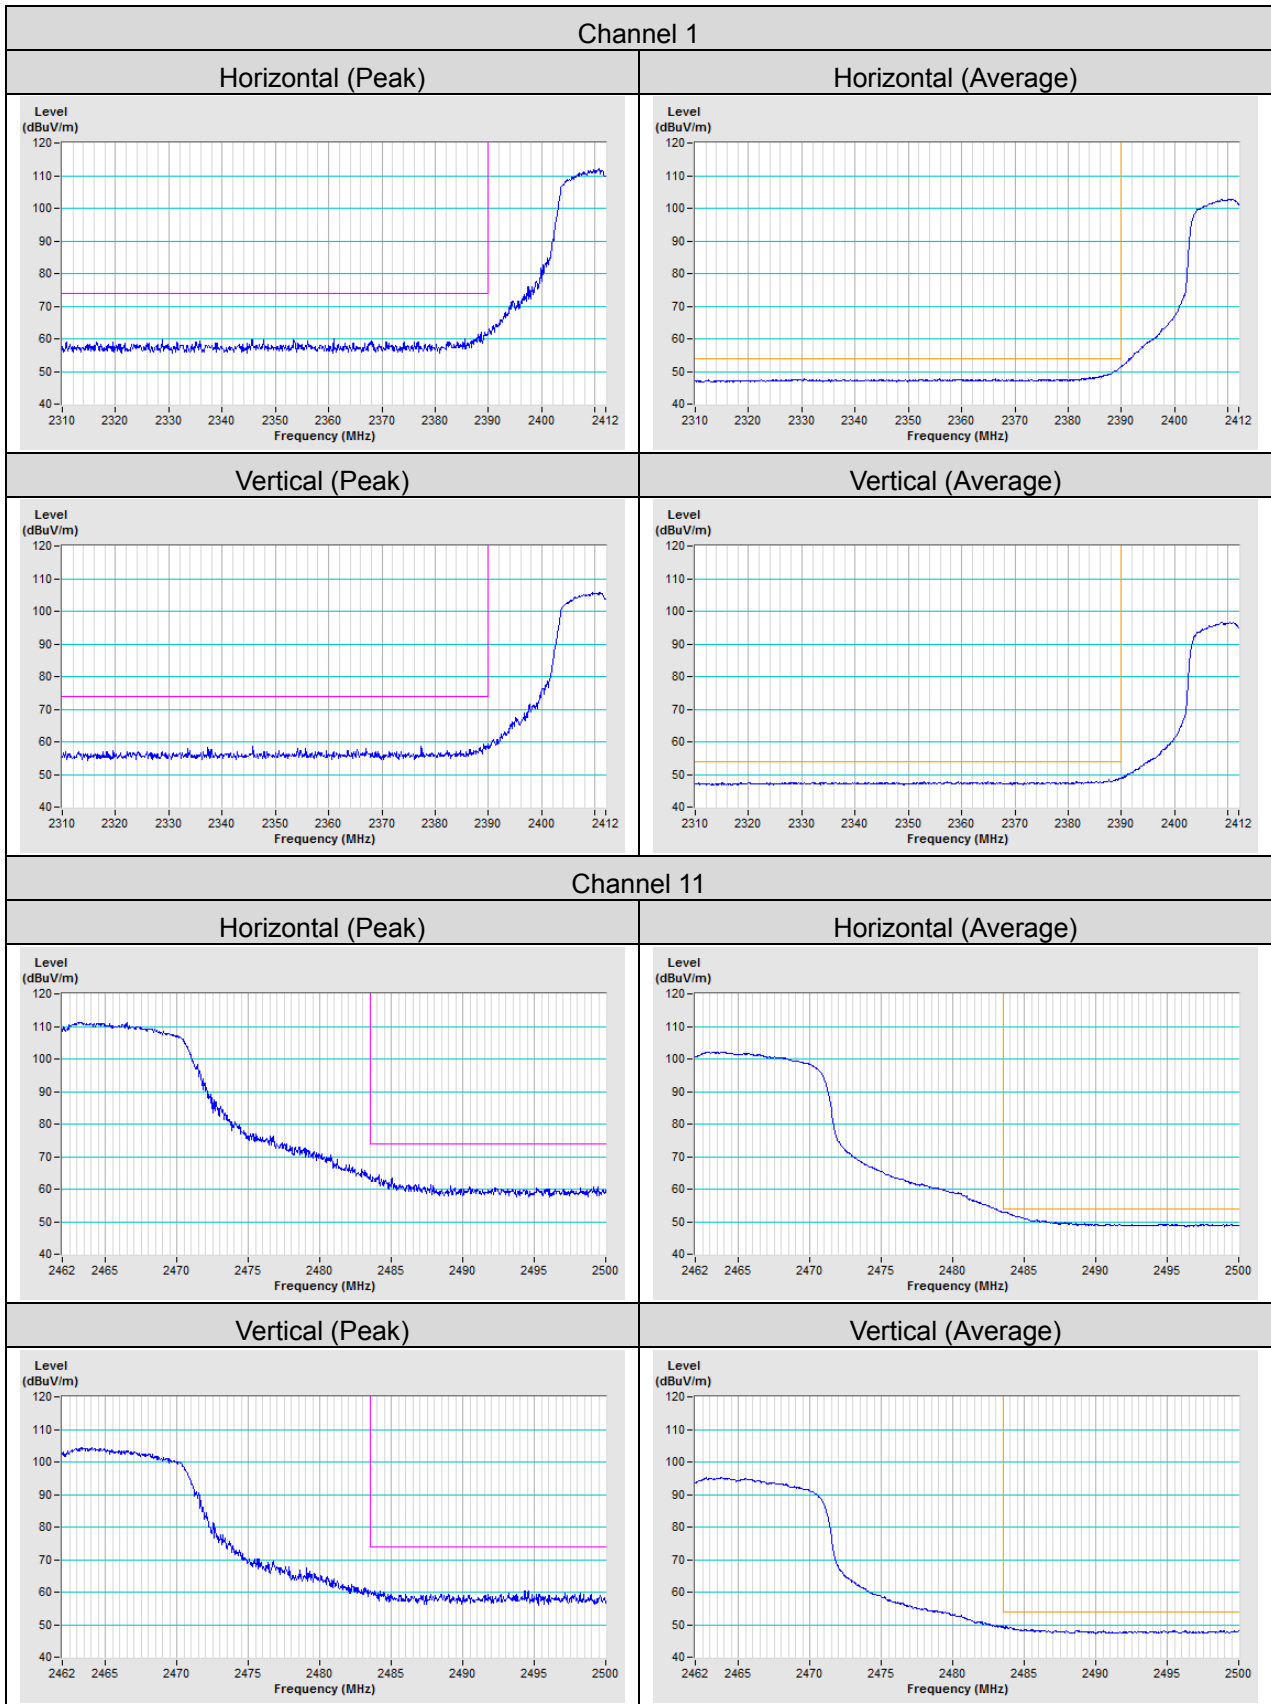 Channel 1
Horizontal (Peak) Horizontal (Average)
Level Level
(dBuV/m) (dBuV/m)
120 120
110 110
100 100
90 90
80 80
70 70
60 60
50 50
40 40
2310 2320 2330 2340 2350 2360 2370 2380 2390 2400 2412 2310 2320 2330 2340 2350 2360 2370 2380 2390 2400 2412
Frequency (MHz) Frequency (MHz)
Vertical (Peak) Vertical (Average)
Level Level
(dBuV/m) (dBuV/m)
120 120
110 110
100 100
90 90
80 80
70 70
60 60
50 50
40 40
2310 2320 2330 2340 2350 2360 2370 2380 2390 2400 2412 2310 2320 2330 2340 2350 2360 2370 2380 2390 2400 2412
Frequency (MHz) Frequency (MHz)
Channel 11
Horizontal (Peak) Horizontal (Average)
Level Level
(dBuV/m) (dBuV/m)
120 120
110 110
100 100
90 90
80 80
70 70
60 60
50 50
40 40
2462 2465 2470 2475 2480 2485 2490 2495 2500 2462 2465 2470 2475 2480 2485 2490 2495 2500
Frequency (MHz) Frequency (MHz)
Vertical (Peak) Vertical (Average)
Level Level
(dBuV/m) (dBuV/m)
120 120
110 110
100 100
90 90
80 80
70 70
60 60
50 50
40 40
2462 2465 2470 2475 2480 2485 2490 2495 2500 2462 2465 2470 2475 2480 2485 2490 2495 2500
Frequency (MHz) Frequency (MHz)